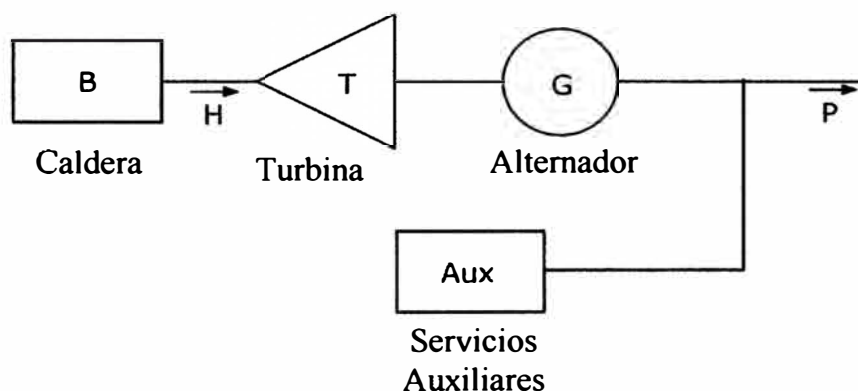 B
H
T
G
P
Caldera
Turbina
Alternador
Aux
Servicios
Auxiliares